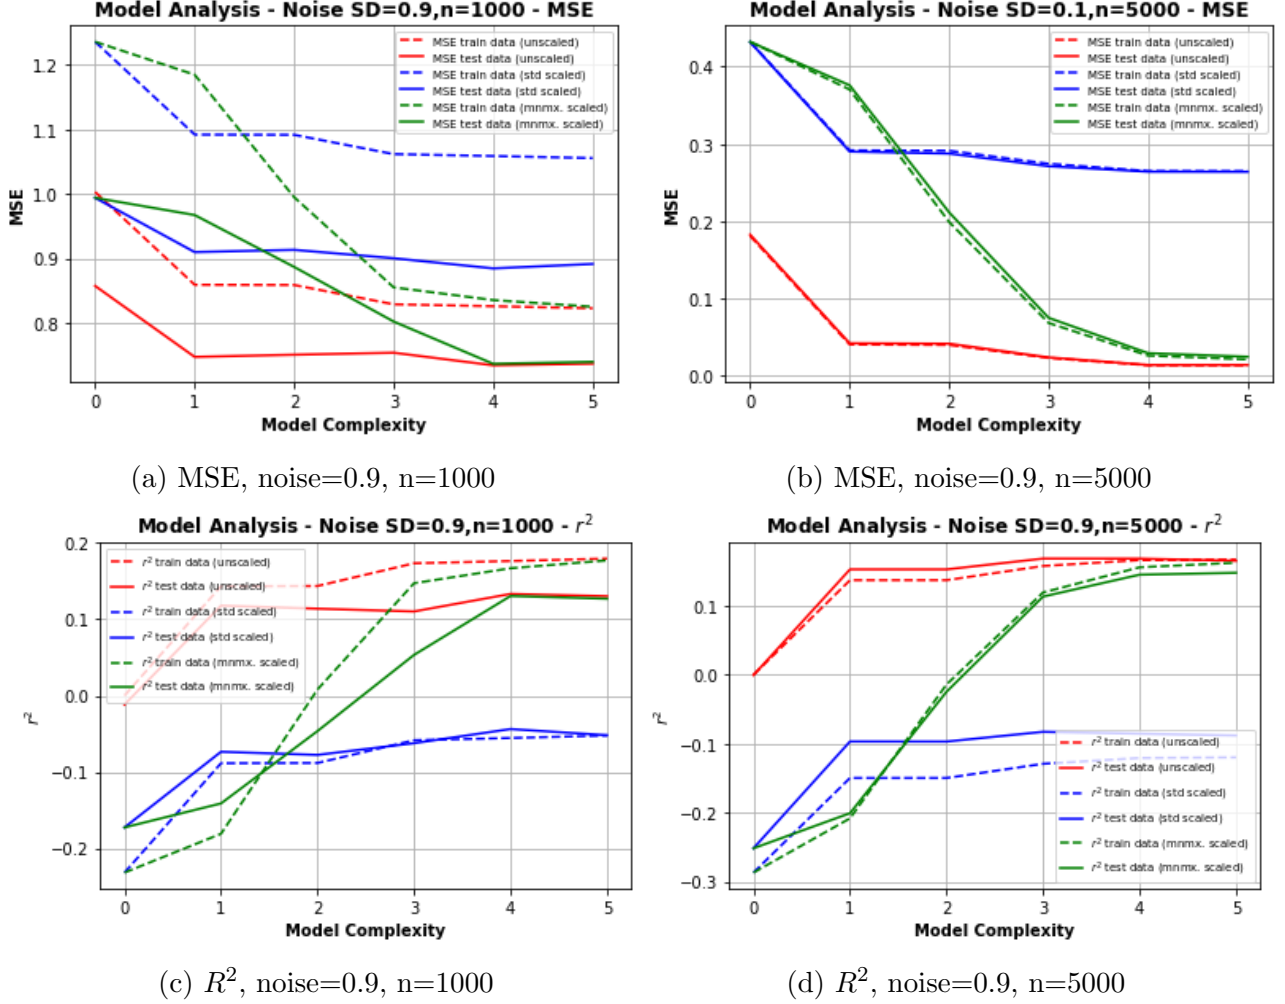 Model Analysis - Noise SD=0.9,n=1000 - MSE
MSE
1.2
1.1
1.0
0.9
0.8
MSE train data (unscaled)
MSE test data (unscaled)
MSE train data (std scaled)
MSE test data (std scaled)
MSE train data (mnmx. scaled)
MSE test data (mnmx. scaled)
0 1 2 3 4 5
Model Complexity
(a) MSE, noise=0.9, n=1000
Model Analysis - Noise SD=0.1,n=5000 - MSE
MSE
0.4
0.3
0.2
0.1
0.0
MSE train data (unscaled)
MSE test data (unscaled)
MSE train data (std scaled)
MSE test data (std scaled)
MSE train data (mnmx. scaled)
MSE test data (mnmx. scaled)
0 1 2 3 4 5
Model Complexity
(b) MSE, noise=0.9, n=5000
Model Analysis - Noise SD=0.9,n=1000 - r²
r²
0.2
0.1
0.0
−0.1
−0.2
r² train data (unscaled)
r² test data (unscaled)
r² train data (std scaled)
r² test data (std scaled)
r² train data (mnmx. scaled)
r² test data (mnmx. scaled)
0 1 2 3 4 5
Model Complexity
(c) R², noise=0.9, n=1000
Model Analysis - Noise SD=0.9,n=5000 - r²
r²
0.1
0.0
−0.1
−0.2
−0.3
r² train data (unscaled)
r² test data (unscaled)
r² train data (std scaled)
r² test data (std scaled)
r² train data (mnmx. scaled)
r² test data (mnmx. scaled)
0 1 2 3 4 5
Model Complexity
(d) R², noise=0.9, n=5000